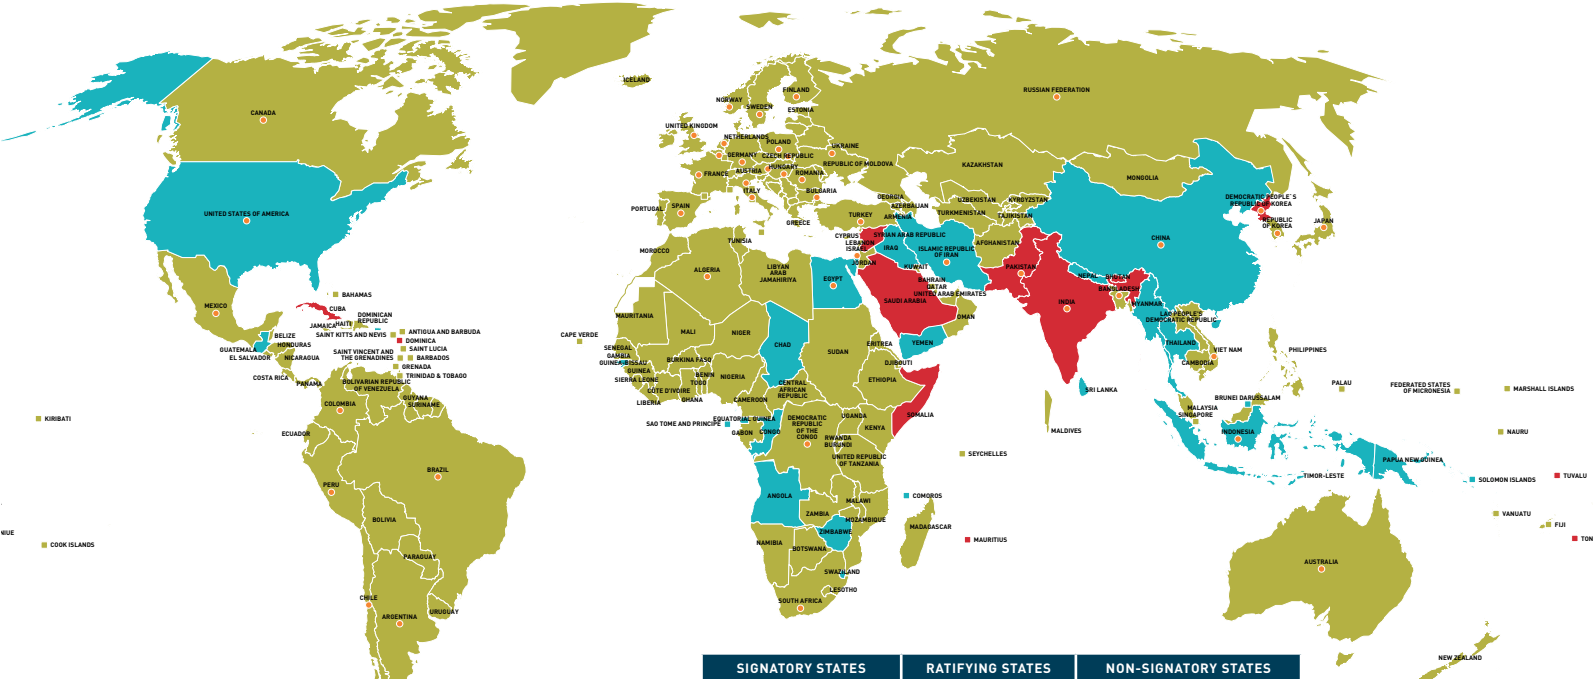 ICELAND
FINLAND
NORWAY
SWEDEN
ESTONIA
RUSSIAN FEDERATION
CANADA
UNITED KINGDOM
NETHERLANDS
POLAND
UKRAINE
GERMANY
CZECH REPUBLIC
REPUBLIC OF MOLDOVA
KAZAKHSTAN
FRANCE
AUSTRIA
HUNGARY
ROMANIA
MONGOLIA
ITALY
BULGARIA
GEORGIA
UZBEKISTAN
KYRGYZSTAN
DEMOCRATIC PEOPLE`S
REPUBLIC OF KOREA
PORTUGAL
SPAIN
AZERBAIJAN
TURKMENISTAN
TAJIKISTAN
UNITED STATES OF AMERICA
TURKEY
ARMENIA
GREECE
REPUBLIC
OF KOREA
JAPAN
CYPRUS
SYRIAN ARAB REPUBLIC
LEBANON
ISRAEL
IRAQ
ISLAMIC REPUBLIC
OF IRAN
AFGHANISTAN
CHINA
TUNISIA
MOROCCO
JORDAN
KUWAIT
PAKISTAN
ALGERIA
LIBYAN
ARAB
JAMAHIRIYA
EGYPT
BAHRAIN
QATAR
UNITED ARAB EMIRATES
NEPAL
BHUTAN
BANGLADESH
BAHAMAS
SAUDI ARABIA
INDIA
MYANMAR
MEXICO
CUBA
DOMINICAN
REPUBLIC
JAMAICA
HAITI
MAURITANIA
OMAN
LAO PEOPLE'S
DEMOCRATIC REPUBLIC
BELIZE
SAINT KITTS AND NEVIS
ANTIGUA AND BARBUDA
DOMINICA
CAPE VERDE
MALI
NIGER
CHAD
SUDAN
ERITREA
YEMEN
THAILAND
VIET NAM
PHILIPPINES
GUATEMALA
HONDURAS
EL SALVADOR
NICARAGUA
SAINT VINCENT AND
THE GRENADINES
SAINT LUCIA
BARBADOS
GRENADA
SENEGAL
GAMBIA
GUINEA-BISSAU
GUINEA
BURKINA FASO
DJIBOUTI
CAMBODIA
COSTA RICA
PANAMA
BOLIVARIAN REPUBLIC
OF VENEZUELA
TRINIDAD & TOBAGO
SIERRA LEONE
LIBERIA
COTE D'IVOIRE
GHANA
TOGO
BENIN
NIGERIA
CENTRAL
AFRICAN
REPUBLIC
ETHIOPIA
SRI LANKA
PALAU
FEDERATED STATES
OF MICRONESIA
MARSHALL ISLANDS
COLOMBIA
GUYANA
SURINAME
CAMEROON
BRUNEI DARUSSALAM
MALAYSIA
SINGAPORE
KIRIBATI
ECUADOR
SAO TOME AND PRINCIPE
EQUATORIAL GUINEA
GABON
CONGO
DEMOCRATIC
REPUBLIC
OF THE
CONGO
UGANDA
KENYA
SOMALIA
RWANDA
BURUNDI
MALDIVES
INDONESIA
NAURU
BRAZIL
UNITED REPUBLIC
OF TANZANIA
SEYCHELLES
PAPUA NEW GUINEA
PERU
TIMOR-LESTE
SOLOMON ISLANDS
TUVALU
ANGOLA
COMOROS
MALAWI
ZAMBIA
MOZAMBIQUE
BOLIVIA
MADAGASCAR
VANUATU
FIJI
NIUE
ZIMBABWE
MAURITIUS
TON
COOK ISLANDS
NAMIBIA
BOTSWANA
PARAGUAY
SWAZILAND
AUSTRALIA
LESOTHO
CHILE
SOUTH AFRICA
ARGENTINA
URUGUAY
NEW ZEALAND
SIGNATORY STATES
RATIFYING STATES
NON-SIGNATORY STATES